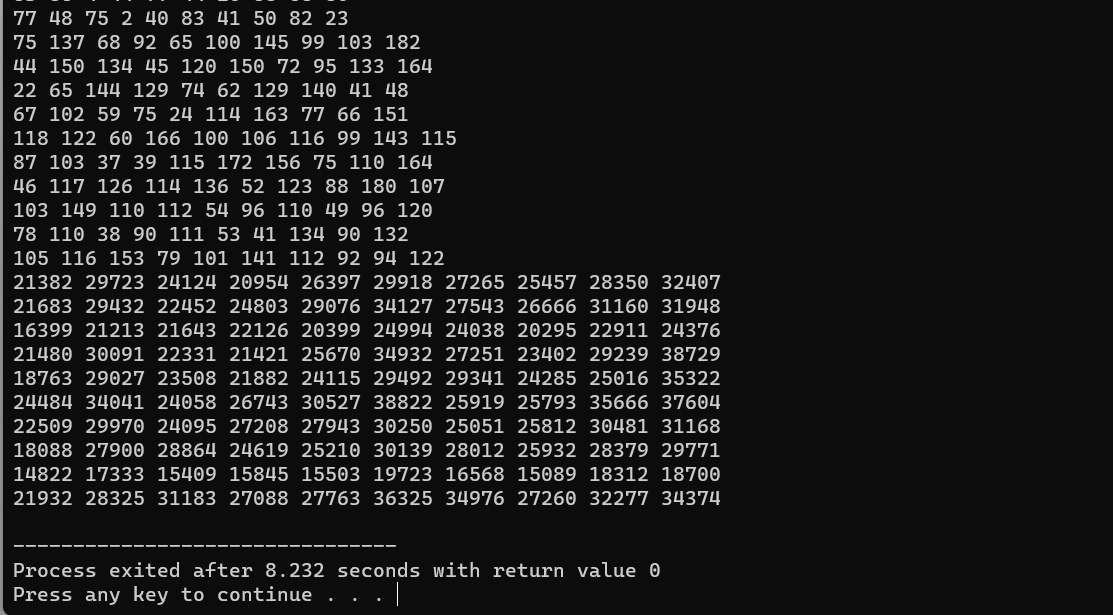 77 48 75 2 40 83 41 50 82 23
75 137 68 92 65 100 145 99 103 182
44 150 134 45 120 150 72 95 133 164
22 65 144 129 74 62 129 140 41 48
67 102 59 75 24 114 163 77 66 151
118 122 60 166 100 106 116 99 143 115
87 103 37 39 115 172 156 75 110 164
46 117 126 114 136 52 123 88 180 107
103 149 110 112 54 96 110 49 96 120
78 110 38 90 111 53 41 134 90 132
105 116 153 79 101 141 112 92 94 122
21382 29723 24124 20954 26397 29918 27265 25457 28350 32407
21683 29432 22452 24803 29076 34127 27543 26666 31160 31948
16399 21213 21643 22126 20399 24994 24038 20295 22911 24376
21480 30091 22331 21421 25670 34932 27251 23402 29239 38729
18763 29027 23508 21882 24115 29492 29341 24285 25016 35322
24484 34041 24058 26743 30527 38822 25919 25793 35666 37604
22509 29970 24095 27208 27943 30250 25051 25812 30481 31168
18088 27900 28864 24619 25210 30139 28012 25932 28379 29771
14822 17333 15409 15845 15503 19723 16568 15089 18312 18700
21932 28325 31183 27088 27763 36325 34976 27260 32277 34374
--------------------------------
Process exited after 8.232 seconds with return value 0
Press any key to continue . . .